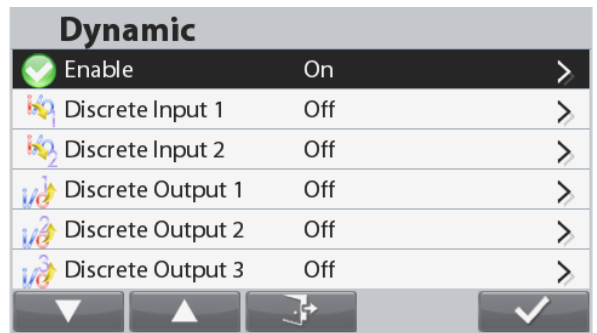 Dynamic
Enable On
Discrete Input 1 Off
Discrete Input 2 Off
Discrete Output 1 Off
Discrete Output 2 Off
Discrete Output 3 Off